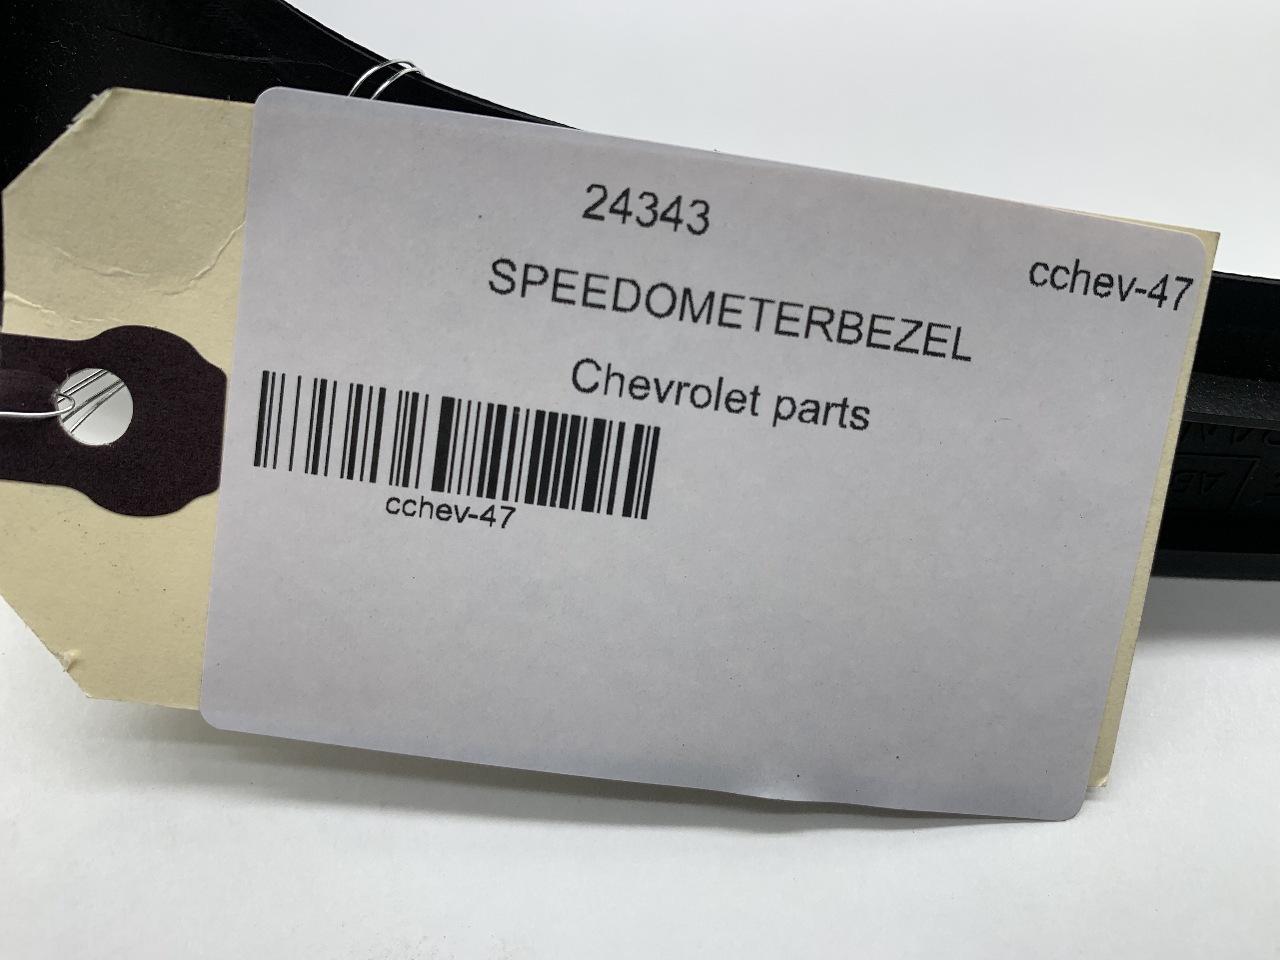 24343
cchev-47
SPEEDOMETERBEZEL
Chevrolet parts
cchev-47